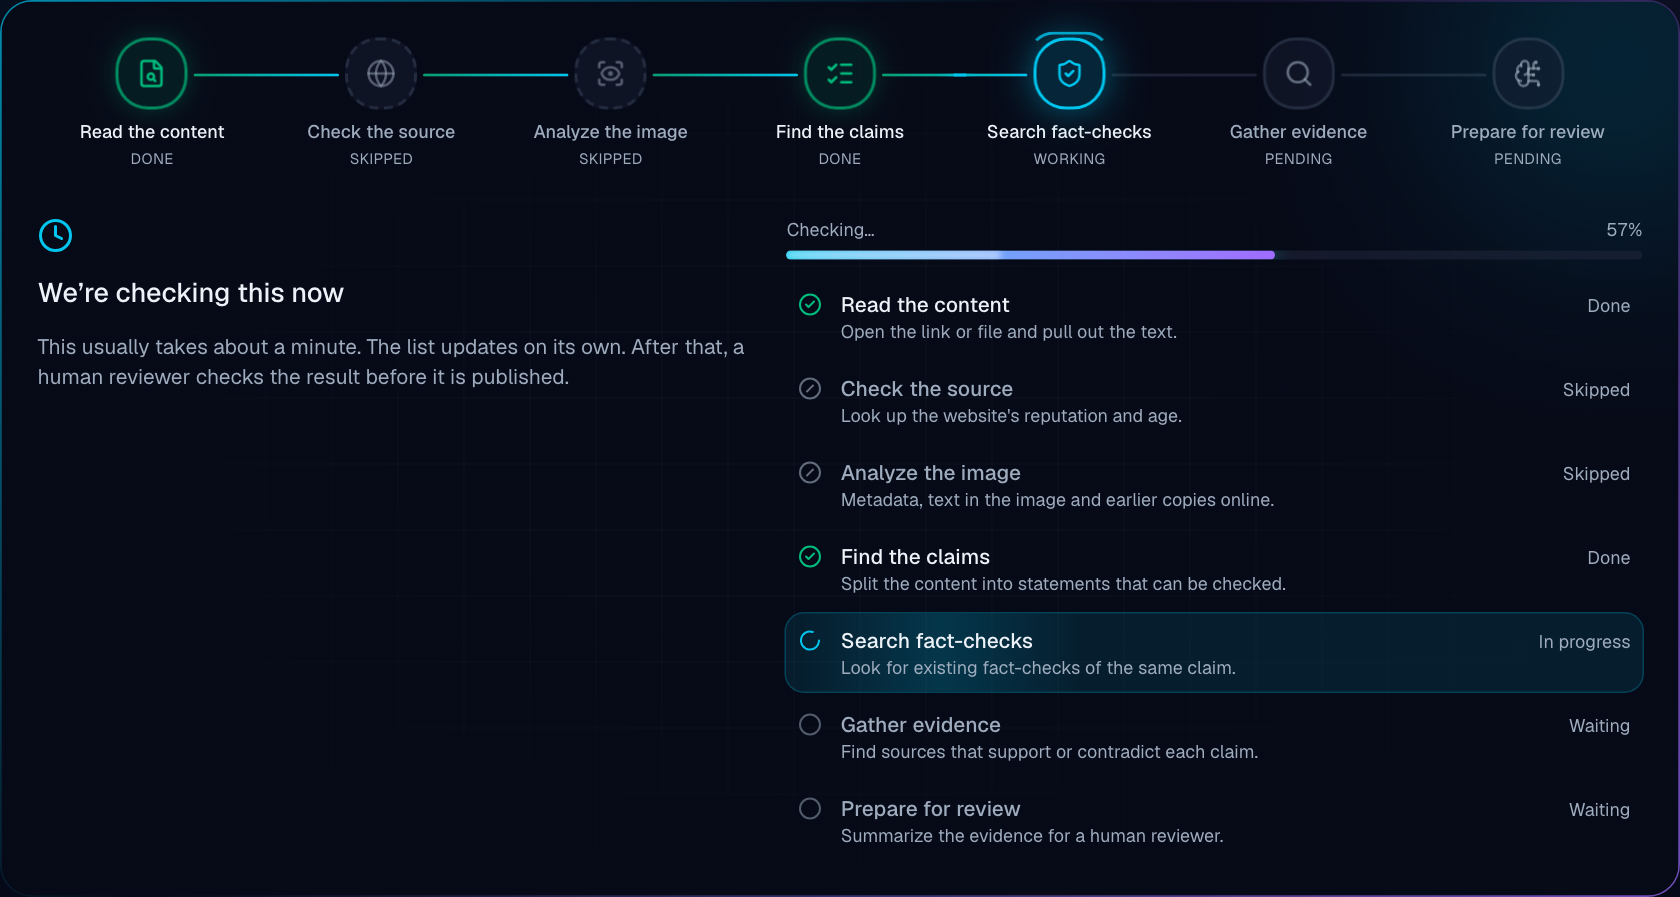 Read the content
DONE
Check the source
SKIPPED
Analyze the image
SKIPPED
Find the claims
DONE
Search fact-checks
WORKING
Gather evidence
PENDING
Prepare for review
PENDING
We’re checking this now
This usually takes about a minute. The list updates on its own. After that, a
human reviewer checks the result before it is published.
Checking…
57%
Read the content
Done
Open the link or file and pull out the text.
Check the source
Skipped
Look up the website's reputation and age.
Analyze the image
Skipped
Metadata, text in the image and earlier copies online.
Find the claims
Done
Split the content into statements that can be checked.
Search fact-checks
In progress
Look for existing fact-checks of the same claim.
Gather evidence
Waiting
Find sources that support or contradict each claim.
Prepare for review
Waiting
Summarize the evidence for a human reviewer.